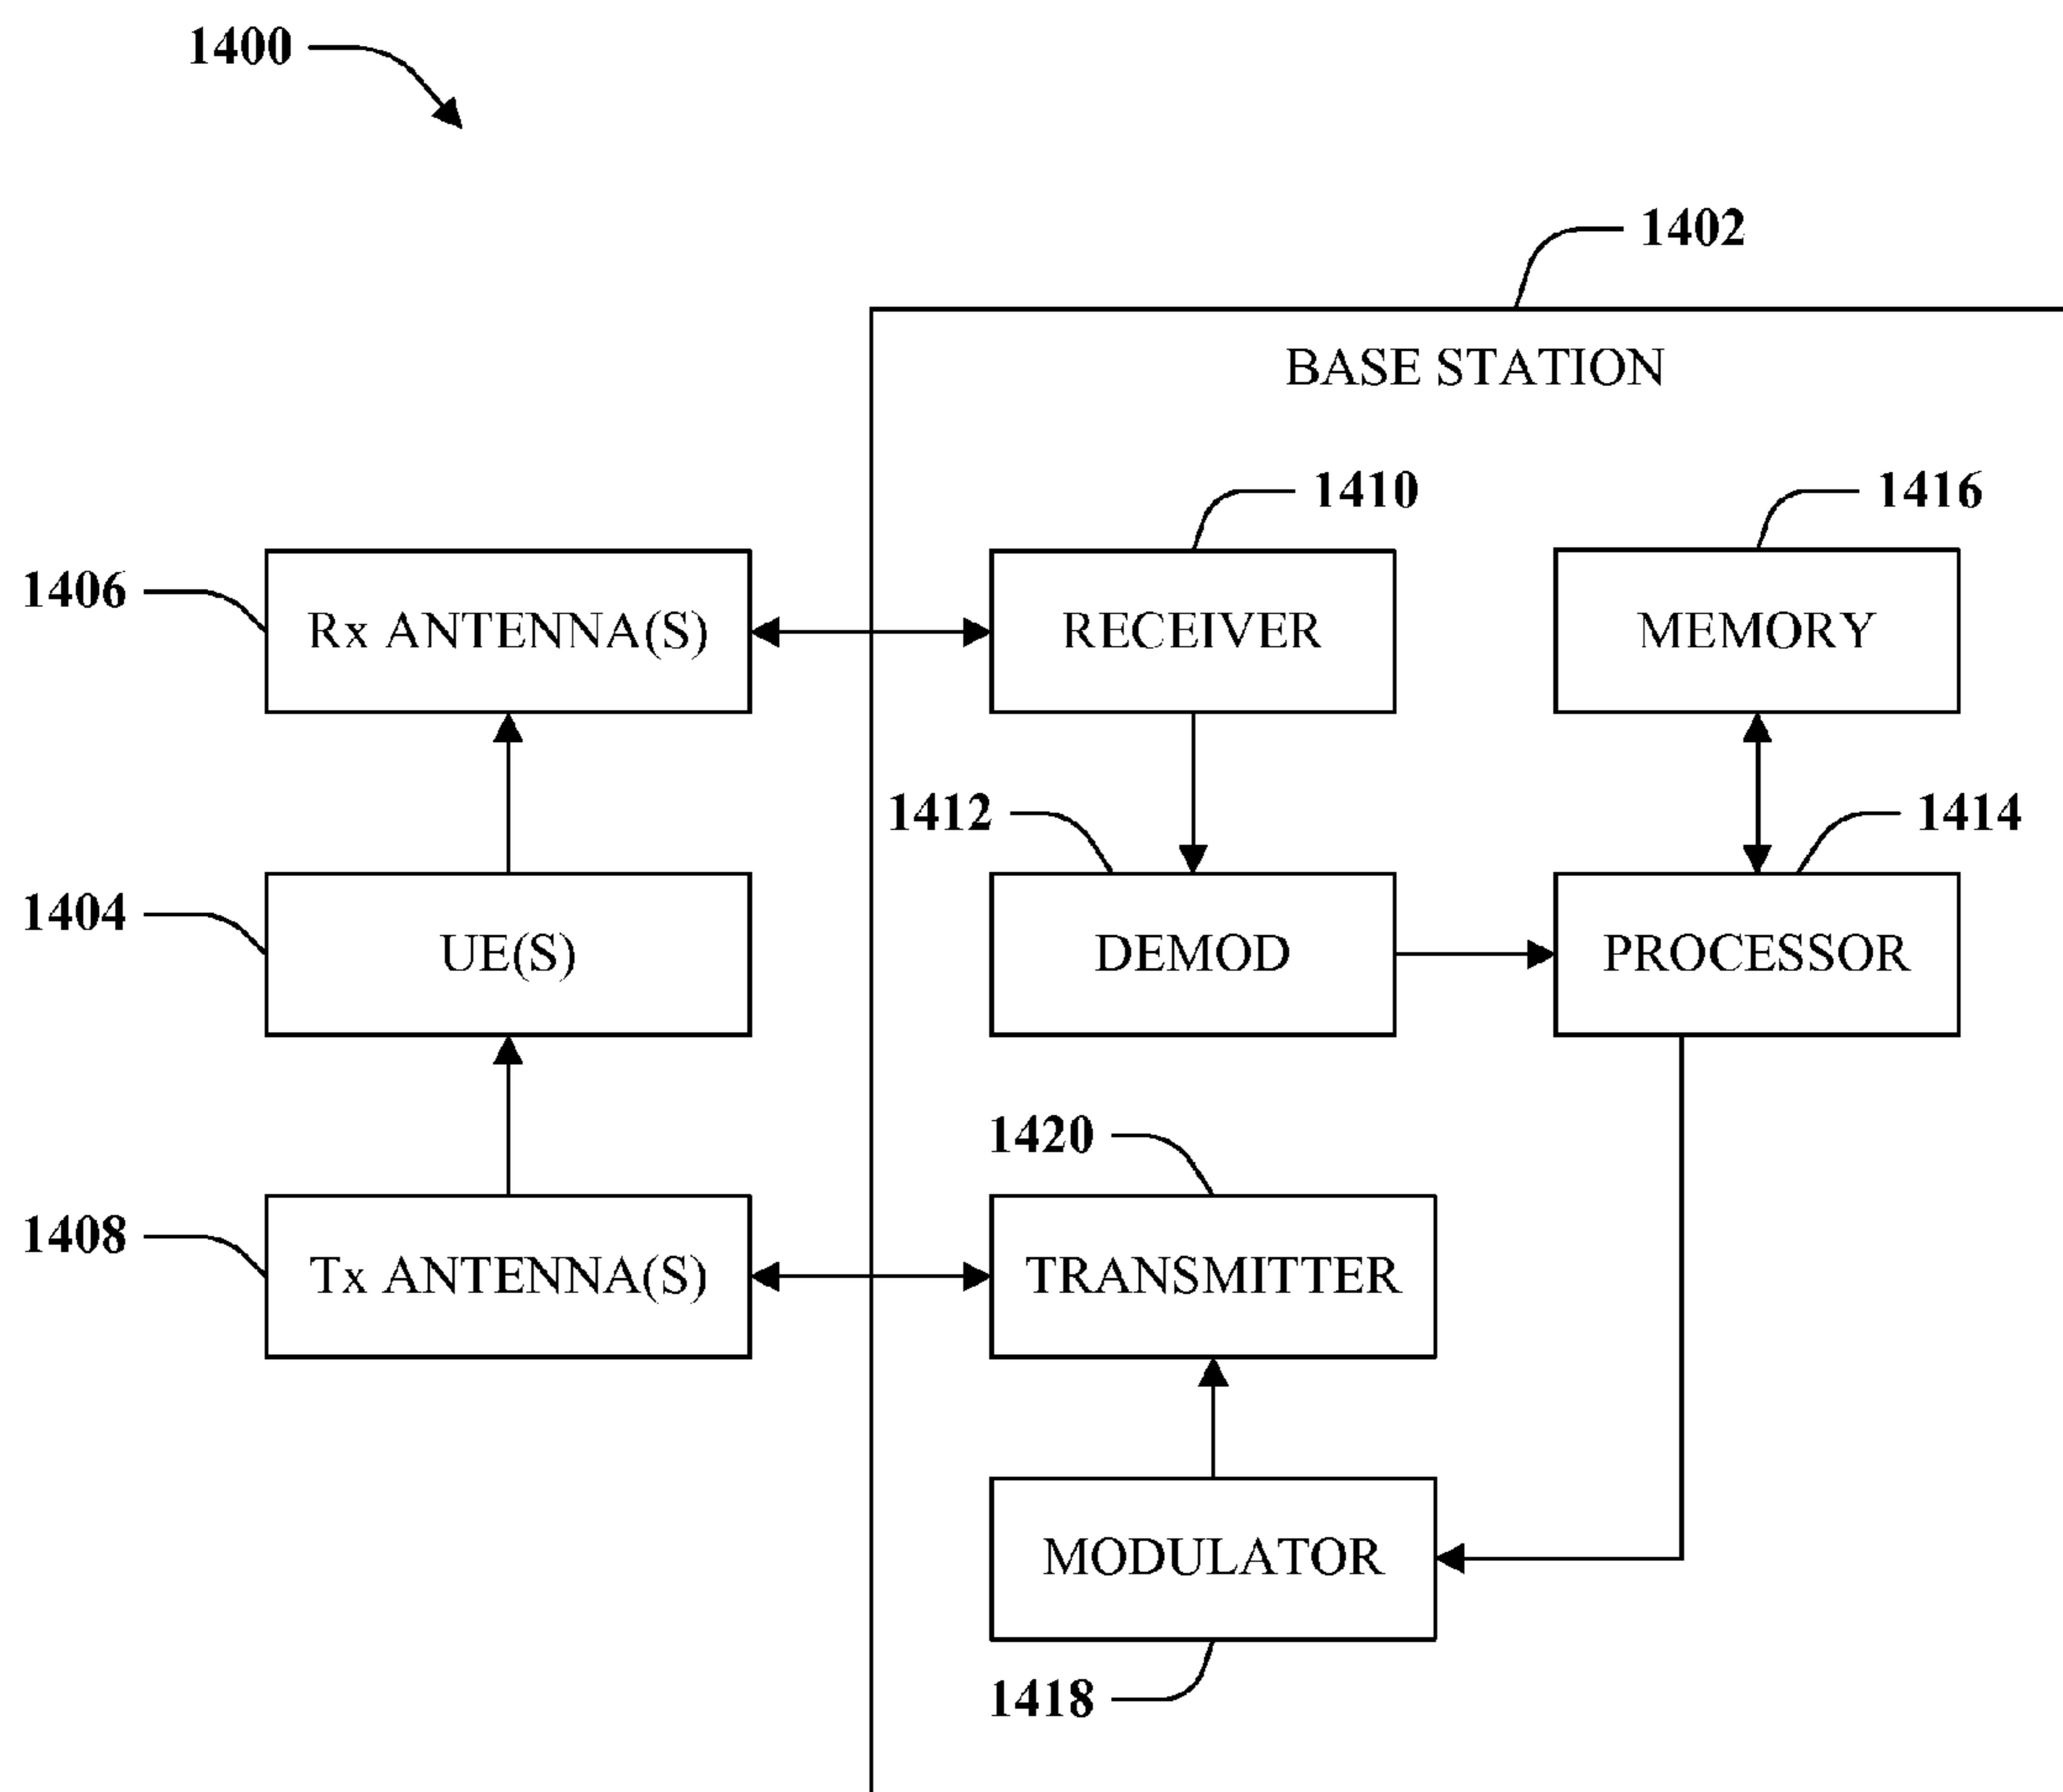 1400
1402
BASE STATION
1410
1416
1406
Rx ANTENNA(S)
RECEIVER
MEMORY
1412
1414
1404
UE(S)
DEMOD
PROCESSOR
1420
1408
Tx ANTENNA(S)
TRANSMITTER
MODULATOR
1418